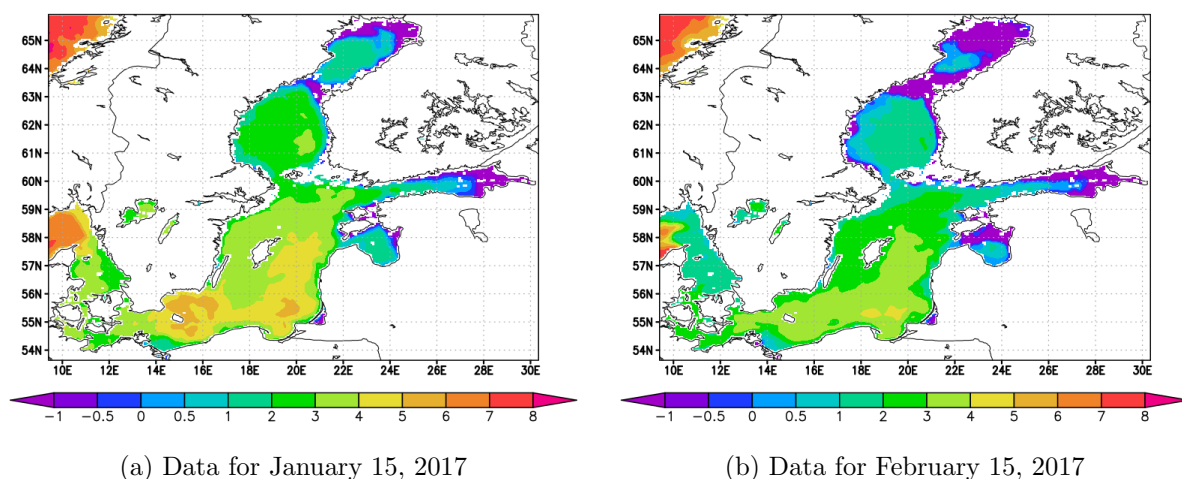 65N
64N
63N
62N
61N
60N
59N
58N
57N
56N
55N
54N
10E 12E 14E 16E 18E 20E 22E 24E 26E 28E 30E
−1 −0.5 0 0.5 1 2 3 4 5 6 7 8
(a) Data for January 15, 2017
65N
64N
63N
62N
61N
60N
59N
58N
57N
56N
55N
54N
10E 12E 14E 16E 18E 20E 22E 24E 26E 28E 30E
−1 −0.5 0 0.5 1 2 3 4 5 6 7 8
(b) Data for February 15, 2017